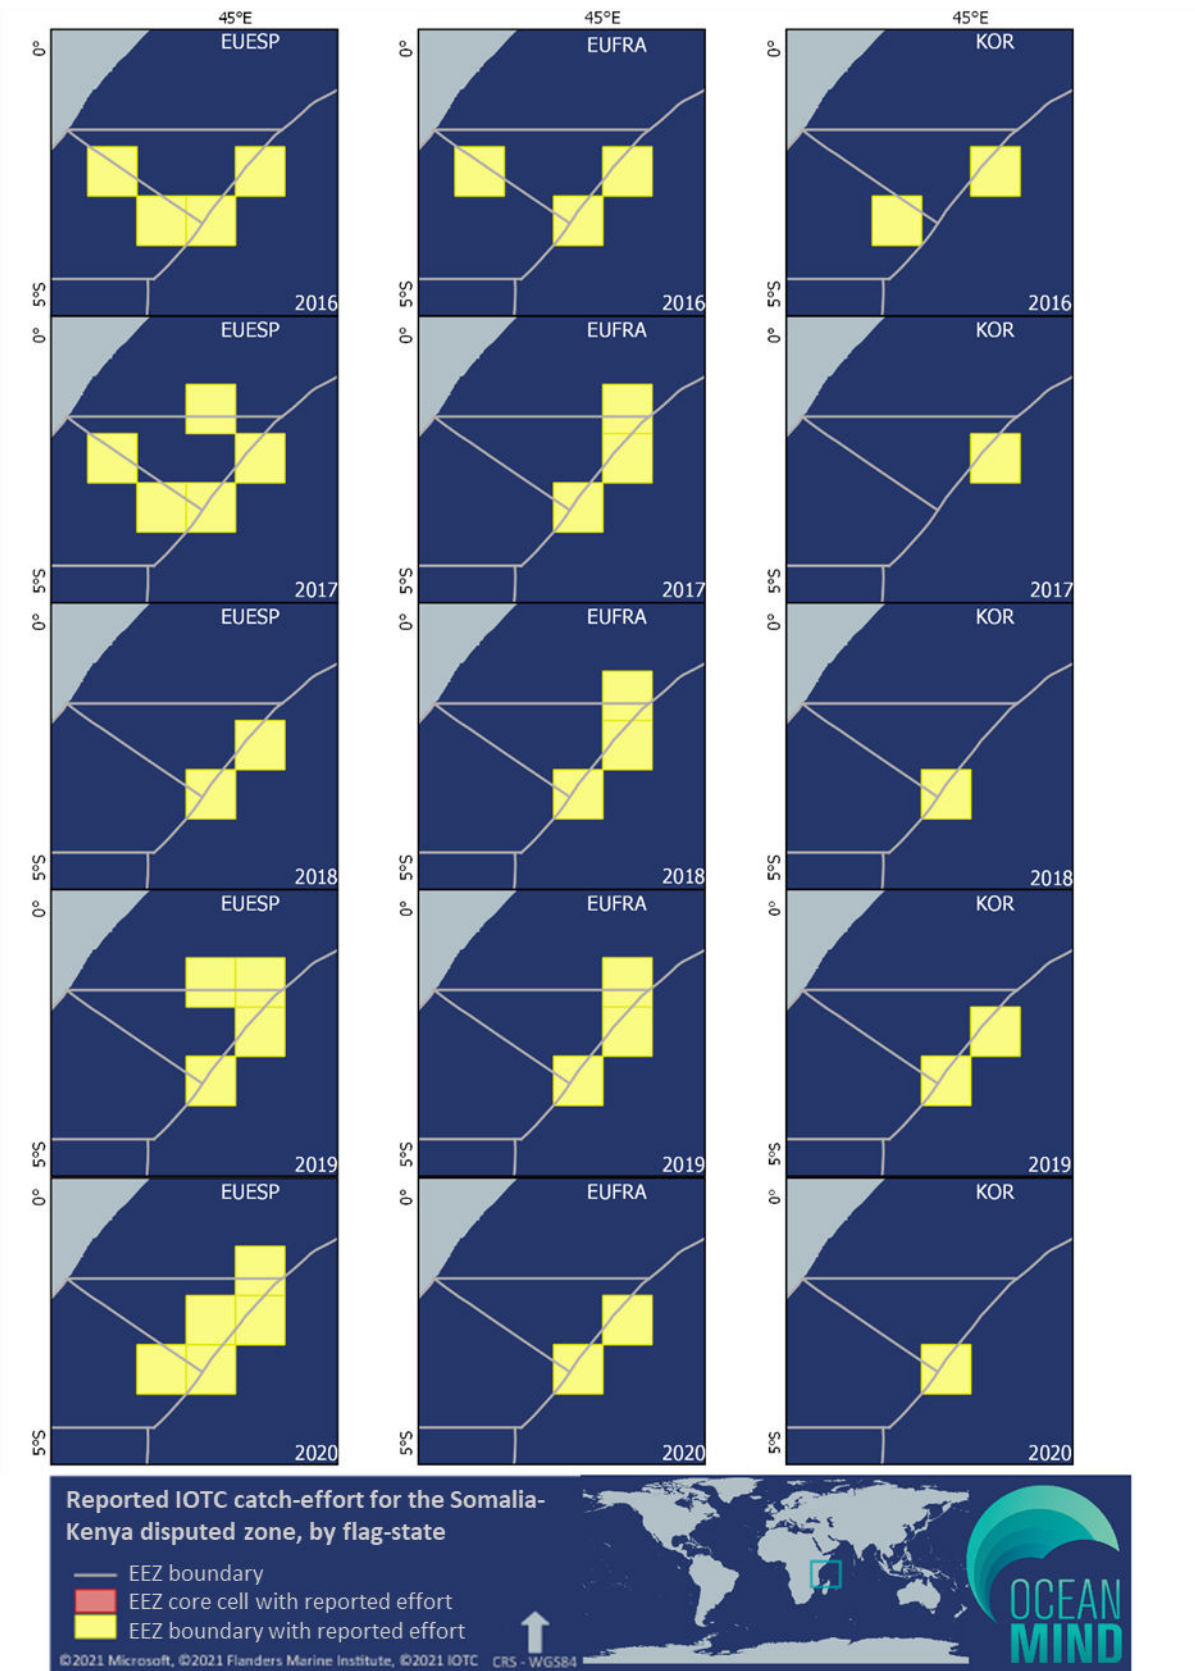 45°E 45°E 45°E
0° EUESP 0° EUFRA 0° KOR
5°S 2016 5°S 2016 5°S 2016
0° EUESP 0° EUFRA 0° KOR
5°S 2017 5°S 2017 5°S 2017
0° EUESP 0° EUFRA 0° KOR
5°S 2018 5°S 2018 5°S 2018
0° EUESP 0° EUFRA 0° KOR
5°S 2019 5°S 2019 5°S 2019
0° EUESP 0° EUFRA 0° KOR
5°S 2020 5°S 2020 5°S 2020
Reported IOTC catch-effort for the Somalia-
Kenya disputed zone, by flag-state
EEZ boundary
EEZ core cell with reported effort
EEZ boundary with reported effort
©2021 Microsoft, ©2021 Flanders Marine Institute, ©2021 IOTC CRS - WGS84
OCEAN
MIND